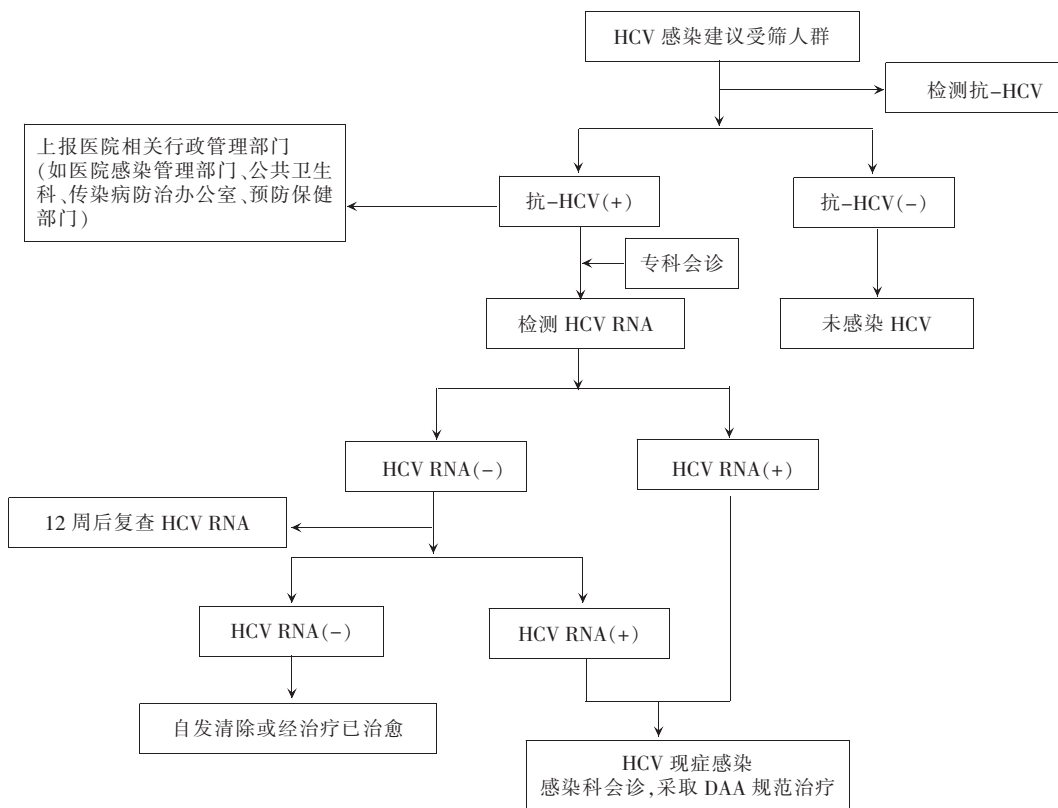 HCV 感染建议受筛人群
检测抗-HCV
上报医院相关行政管理部门
(如医院感染管理部门、公共卫生
科、传染病防治办公室、预防保健
部门)
抗-HCV(+)
抗-HCV(-)
专科会诊
检测 HCV RNA
未感染 HCV
HCV RNA(-)
HCV RNA(+)
12 周后复查 HCV RNA
HCV RNA(-)
HCV RNA(+)
自发清除或经治疗已治愈
HCV 现症感染
感染科会诊,采取 DAA 规范治疗